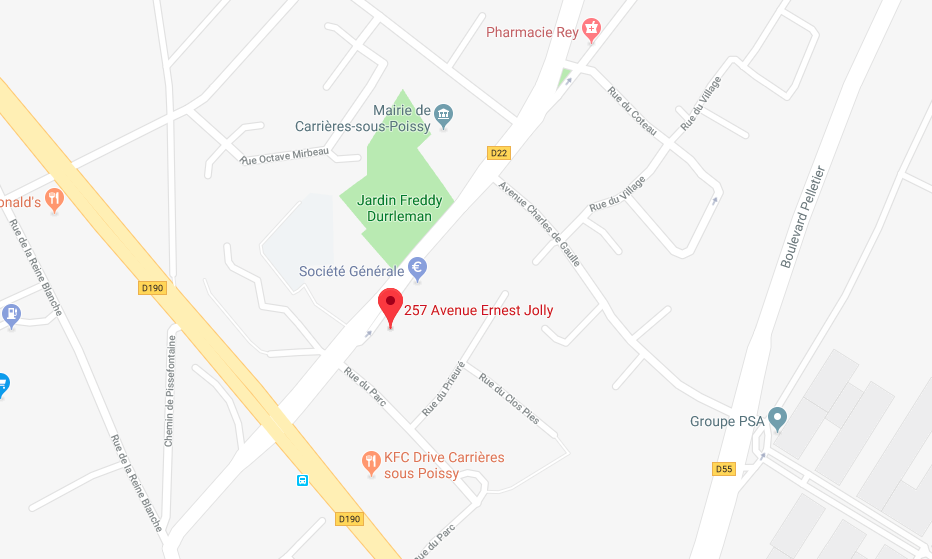 Pharmacie Rey
Mairie de
Carrières-sous-Poissy
Rue du Coteau
Rue du Village
D22
Rue Octave Mirbeau
onald's
Jardin Freddy
Durrleman
Avenue Charles de Gaulle
Rue du Village
Boulevard Pelletier
Rue de la Reine Blanche
Société Générale
€
D190
257 Avenue Ernest Jolly
Chemin de Pissefontaine
Rue du Parc
Rue du Prieuré
Rue du Clos Pies
Groupe PSA
Rue de la Reine Blanche
KFC Drive Carrières
sous Poissy
D55
D190
ue du Parc